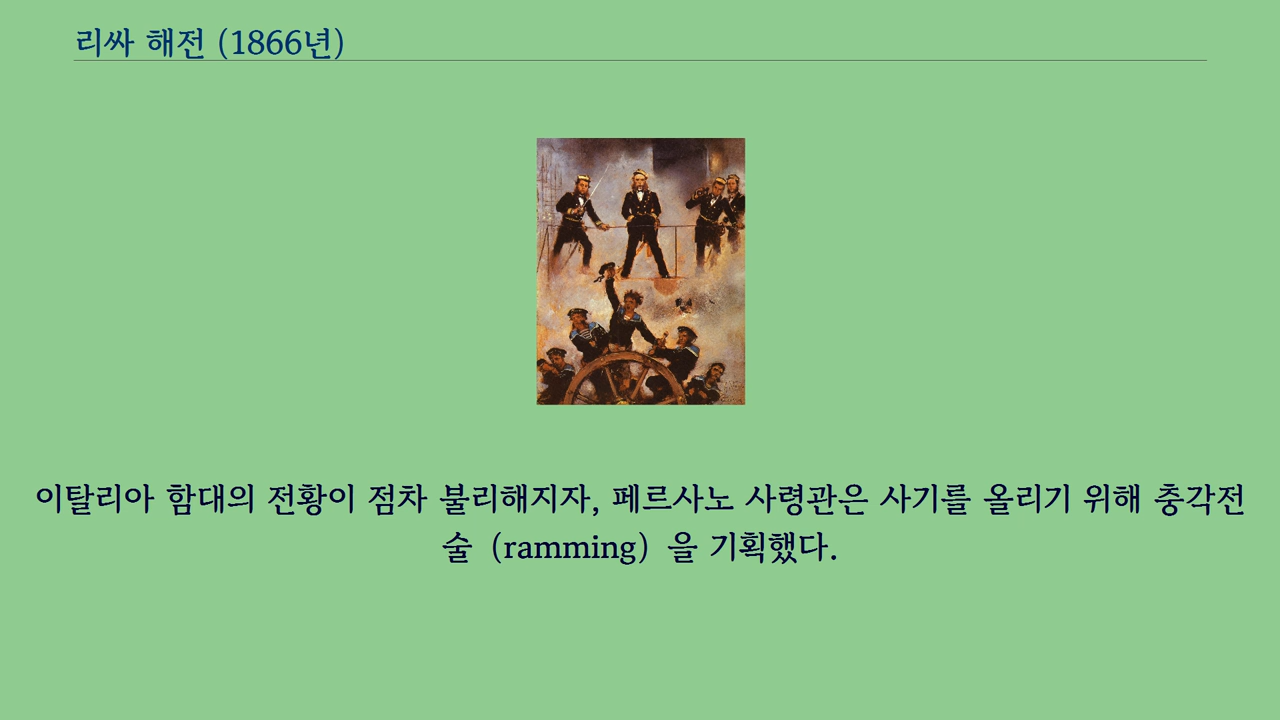 리싸 해전 (1866년)
이탈리아 함대의 전황이 점차 불리해지자, 페르사노 사령관은 사기를 올리기 위해 충각전
술（ramming）을 기획했다.